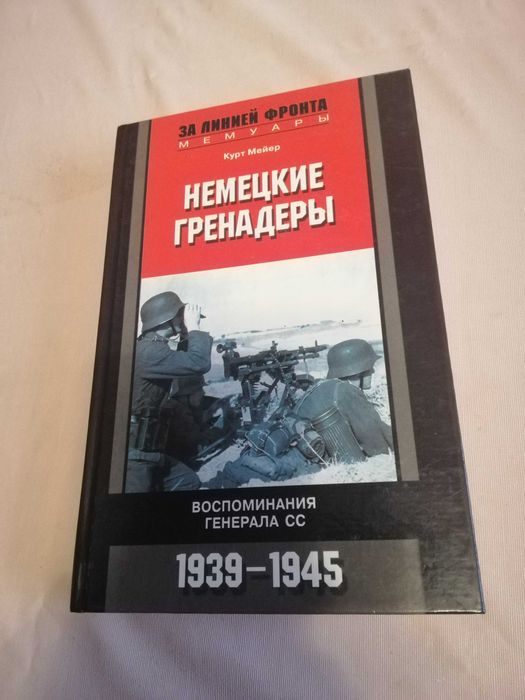 ЗА ЛИНИЕЙ ФРОНТА
МЕМУАРЫ
Курт Мейер
НЕМЕЦКИЕ
ГРЕНАДЕРЫ
ВОСПОМИНАНИЯ
ГЕНЕРАЛА СС
1939–1945